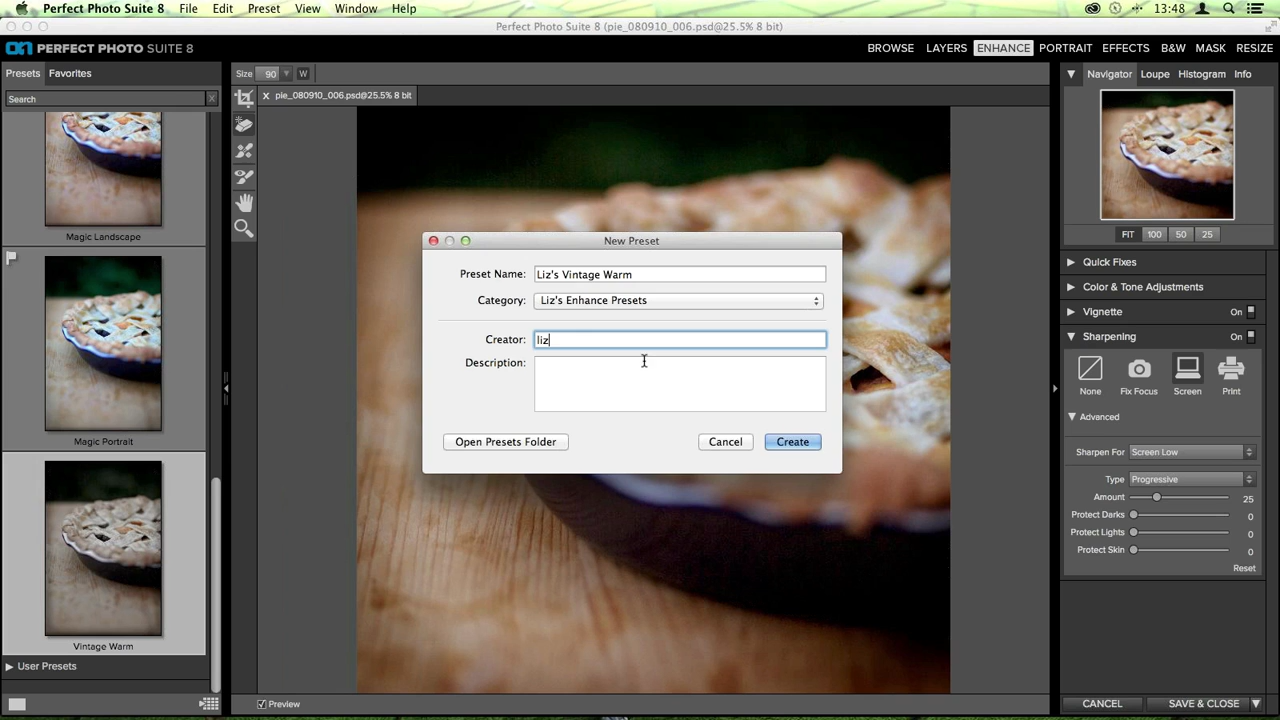 Perfect Photo Suite 8 File Edit Preset View Window Help 13:48
Perfect Photo Suite 8 (pie_080910_006.psd@25.5% 8 bit)
on PERFECT PHOTO SUITE 8 BROWSE LAYERS ENHANCE PORTRAIT EFFECTS B&W MASK RESIZE
Presets Favorites
Search X
Magic Landscape
Magic Portrait
Vintage Warm
User Presets
Size 90 W
x pie_080910_006.psd@25.5% 8 bit
New Preset
Preset Name: Liz's Vintage Warm
Category: Liz's Enhance Presets
Creator: liz
Description:
Open Presets Folder Cancel Create
Preview
Navigator Loupe Histogram Info
FIT 100 50 25
Quick Fixes
Color & Tone Adjustments
Vignette On
Sharpening On
None Fix Focus Screen Print
Advanced
Sharpen For Screen Low
Type Progressive
Amount 25
Protect Darks 0
Protect Lights 0
Protect Skin 0
Reset
CANCEL SAVE & CLOSE